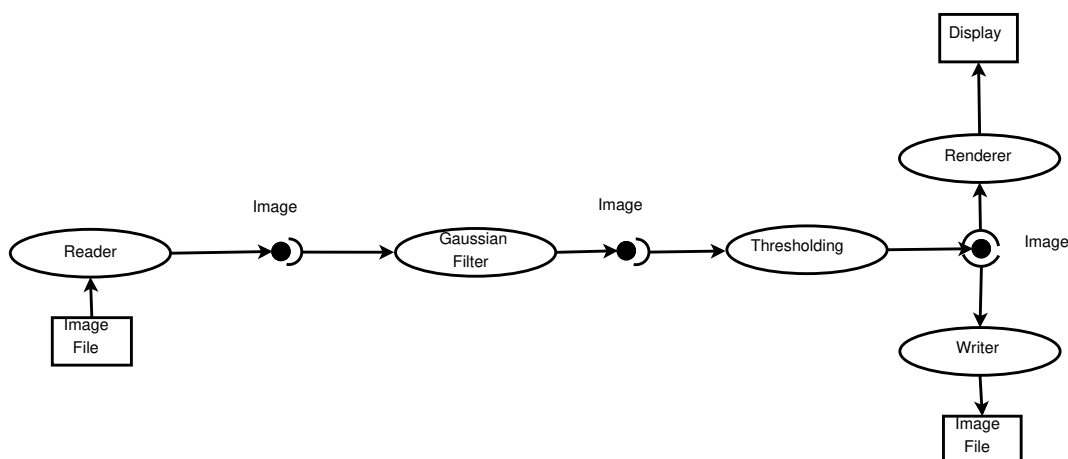 Display
Renderer
Image
Image
Image
Reader
Gaussian
Filter
Thresholding
Image
File
Writer
Image
File